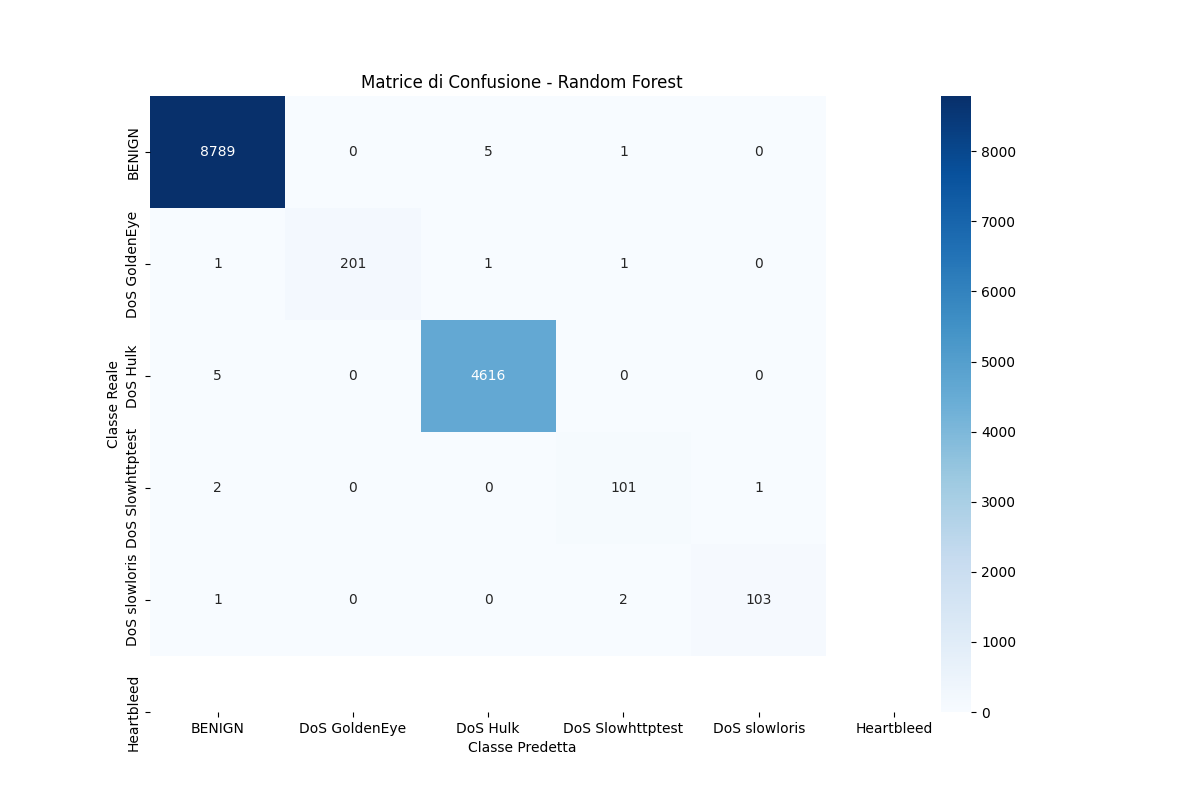 Matrice di Confusione - Random Forest
Classe Reale
BENIGN 8789 0 5 1 0
DoS GoldenEye 1 201 1 1 0
DoS Hulk 5 0 4616 0 0
DoS Slowhttptest 2 0 0 101 1
DoS slowloris 1 0 0 2 103
Heartbleed
BENIGN DoS GoldenEye DoS Hulk DoS Slowhttptest DoS slowloris Heartbleed
Classe Predetta
8000
7000
6000
5000
4000
3000
2000
1000
0